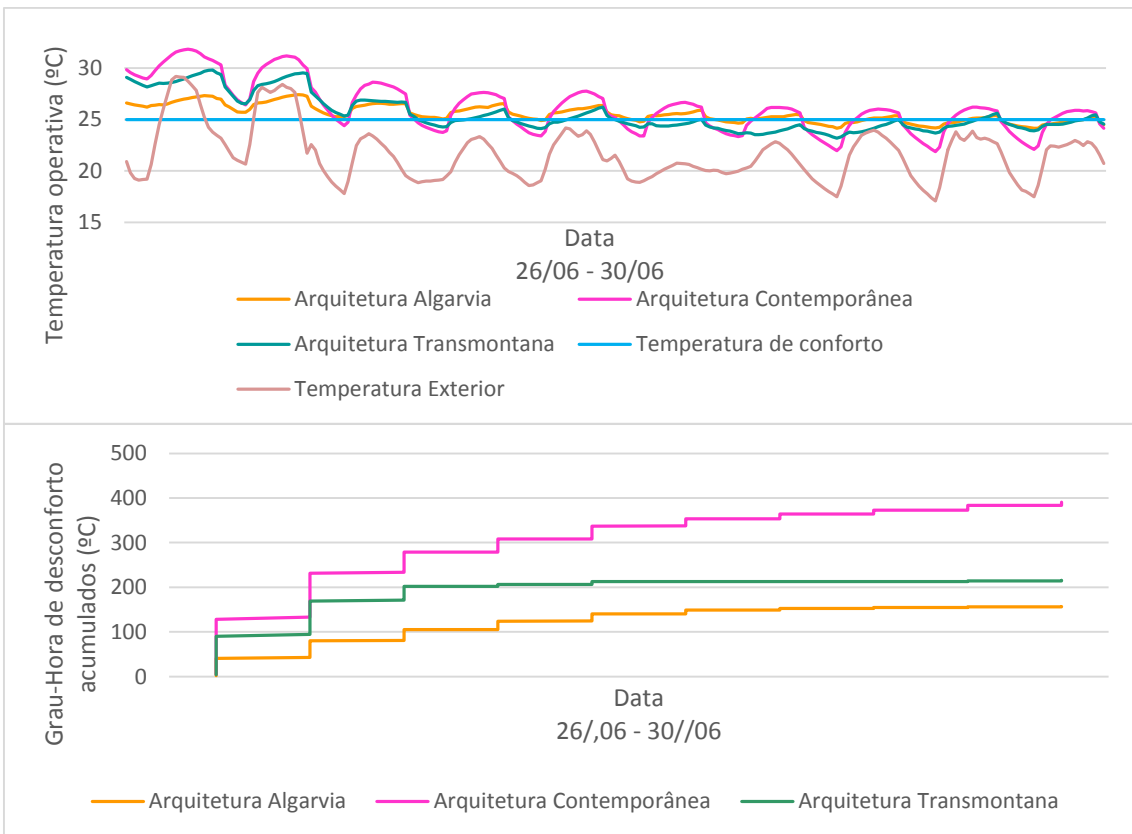 Temperatura operativa (ºC)
30
25
20
15
Data
26/06 - 30/06
Arquitetura Algarvia
Arquitetura Contemporânea
Arquitetura Transmontana
Temperatura de conforto
Temperatura Exterior
Grau-Hora de desconforto
acumulados (ºC)
500
400
300
200
100
0
Data
26/,06 - 30//06
Arquitetura Algarvia
Arquitetura Contemporânea
Arquitetura Transmontana